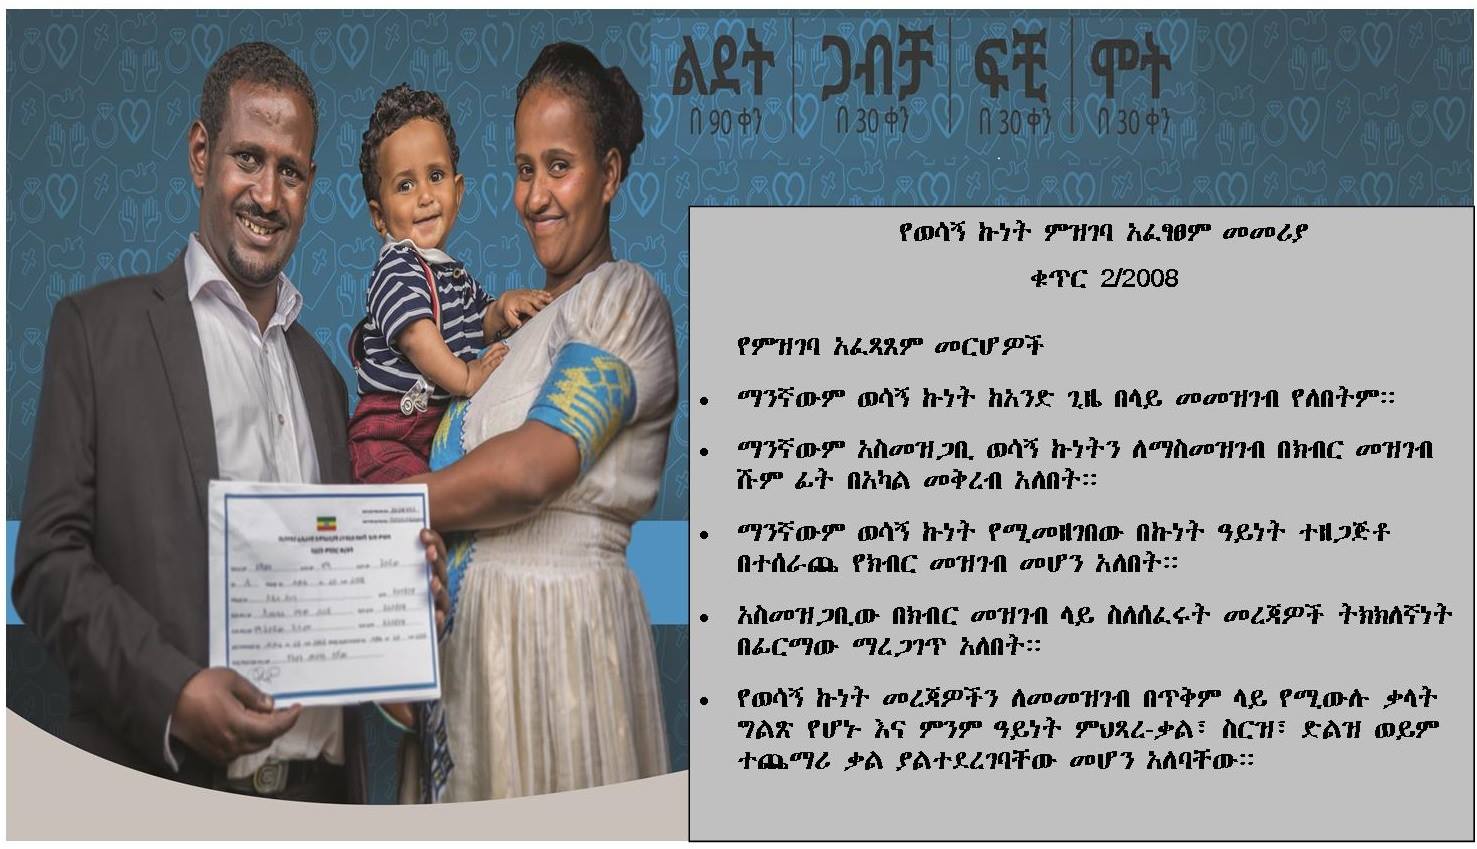 ልደት ጋብቻ ፍቺ ሞት
በ 90 ቀን በ 30 ቀን በ 30 ቀን በ 30 ቀን
የወሳኝ ኩነት ምዝገባ አፈፃፀም መመሪያ
ቁጥር 2/2008
የምዝገባ አፈጻጸም መርሆዎች
• ማንኛውም ወሳኝ ኩነት ከአንድ ጊዜ በላይ መመዝገብ የለበትም።
• ማንኛውም አስመዝጋቢ ወሳኝ ኩነትን ለማስመዝገብ በክብር መዝገብ
ሹም ፊት በአካል መቅረብ አለበት።
• ማንኛውም ወሳኝ ኩነት የሚመዘገበው በኩነት ዓይነት ተዘጋጅቶ
በተሰራጨ የክብር መዝገብ መሆን አለበት።
• አስመዝጋቢው በክብር መዝገብ ላይ ስለሰፈሩት መረጃዎች ትክክለኛነት
በፊርማው ማረጋገጥ አለበት።
• የወሳኝ ኩነት መረጃዎችን ለመመዝገብ በጥቅም ላይ የሚውሉ ቃላት
ግልጽ የሆኑ እና ምንም ዓይነት ምህጻረ-ቃል፣ ስርዝ፣ ድልዝ ወይም
ተጨማሪ ቃል ያልተደረገባቸው መሆን አለባቸው።